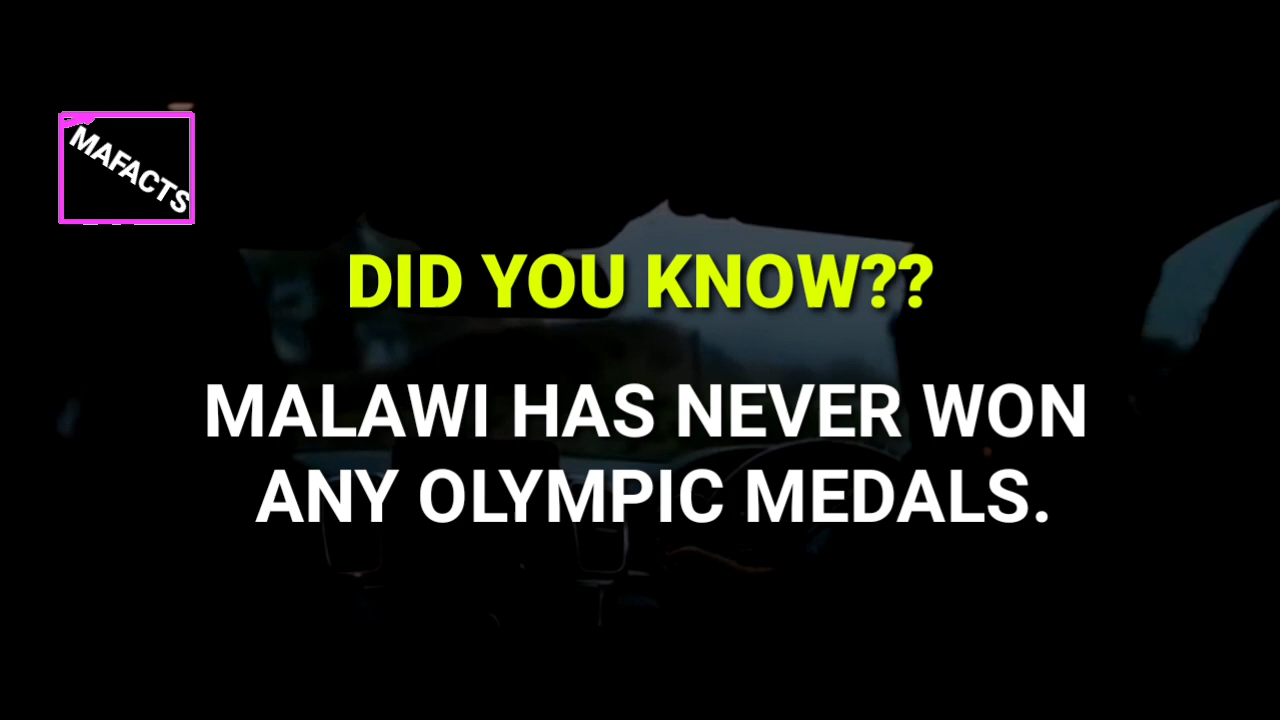 MAFACTS
DID YOU KNOW??
MALAWI HAS NEVER WON
ANY OLYMPIC MEDALS.